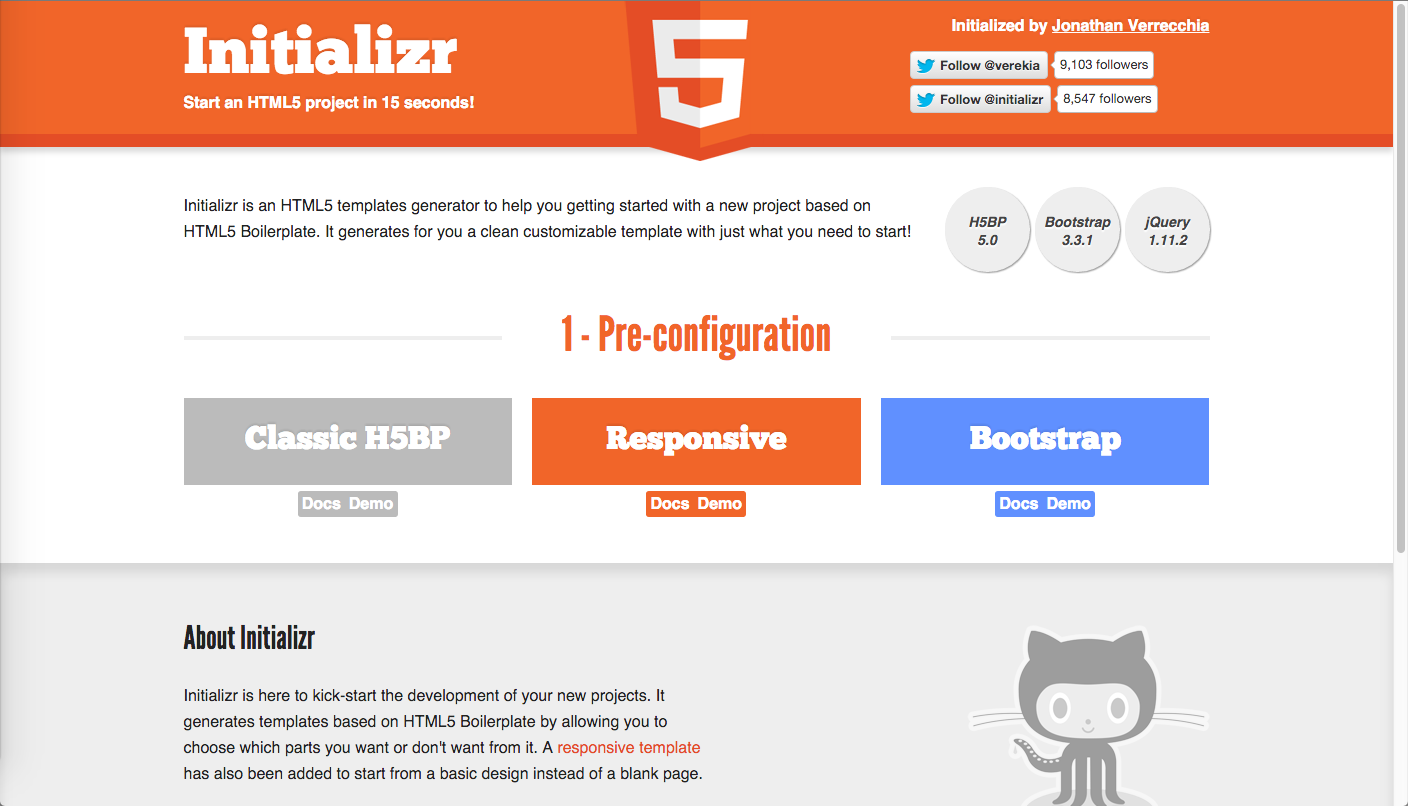 Initializr
Start an HTML5 project in 15 seconds!
5
Initialized by Jonathan Verrecchia
Follow @verekia 9,103 followers
Follow @initializr 8,547 followers
Initializr is an HTML5 templates generator to help you getting started with a new project based on
HTML5 Boilerplate. It generates for you a clean customizable template with just what you need to start!
H5BP
5.0
Bootstrap
3.3.1
jQuery
1.11.2
1 - Pre-configuration
Classic H5BP
Docs Demo
Responsive
Docs Demo
Bootstrap
Docs Demo
About Initializr
Initializr is here to kick-start the development of your new projects. It
generates templates based on HTML5 Boilerplate by allowing you to
choose which parts you want or don't want from it. A responsive template
has also been added to start from a basic design instead of a blank page.